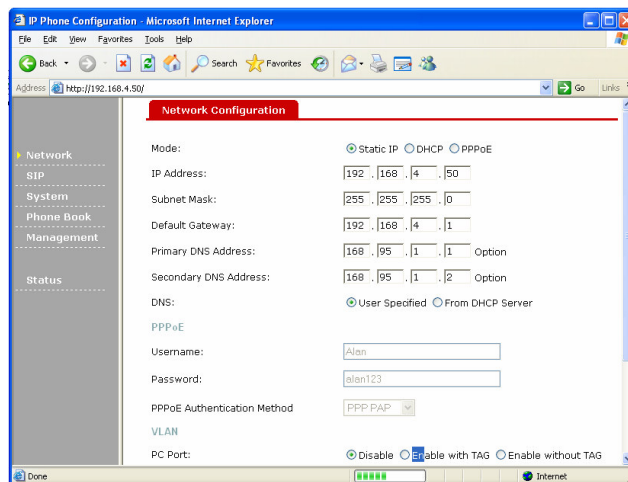 IP Phone Configuration - Microsoft Internet Explorer
File Edit View Favorites Tools Help
Back Search Favorites
Address http://192.168.4.50/ Go Links
Network Configuration
Network
SIP
System
Phone Book
Management
Status
Mode: Static IP DHCP PPPoE
IP Address: 192 . 168 . 4 . 50
Subnet Mask: 255 . 255 . 255 . 0
Default Gateway: 192 . 168 . 4 . 1
Primary DNS Address: 168 . 95 . 1 . 1 Option
Secondary DNS Address: 168 . 95 . 1 . 2 Option
DNS: User Specified From DHCP Server
PPPoE
Username: Alan
Password: alan123
PPPoE Authentication Method PPP PAP
VLAN
PC Port: Disable Enable with TAG Enable without TAG
Done Internet